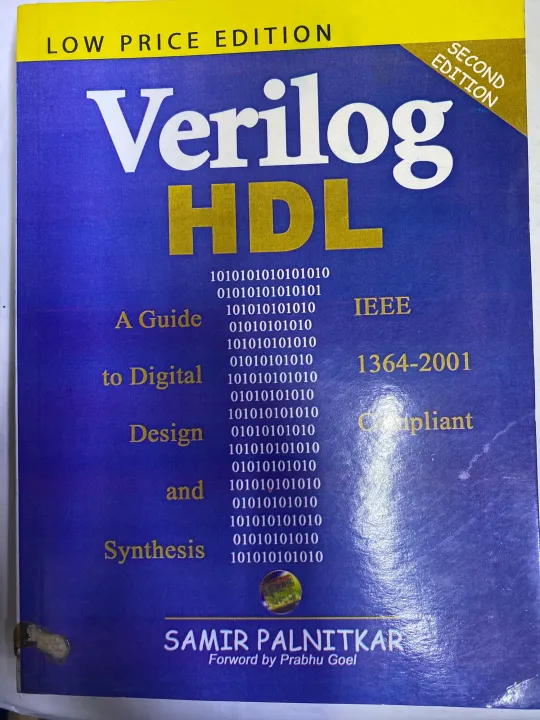 LOW PRICE EDITION
SECOND
EDITION
Verilog
HDL
1010101010101010
01010101010101
101010101010
01010101010
101010101010
01010101010
101010101010
01010101010
101010101010
01010101010
101010101010
01010101010
101010101010
01010101010
101010101010
01010101010
101010101010
A Guide
to Digital
Design
and
Synthesis
IEEE
1364-2001
Compliant
SAMIR PALNITKAR
Forword by Prabhu Goel